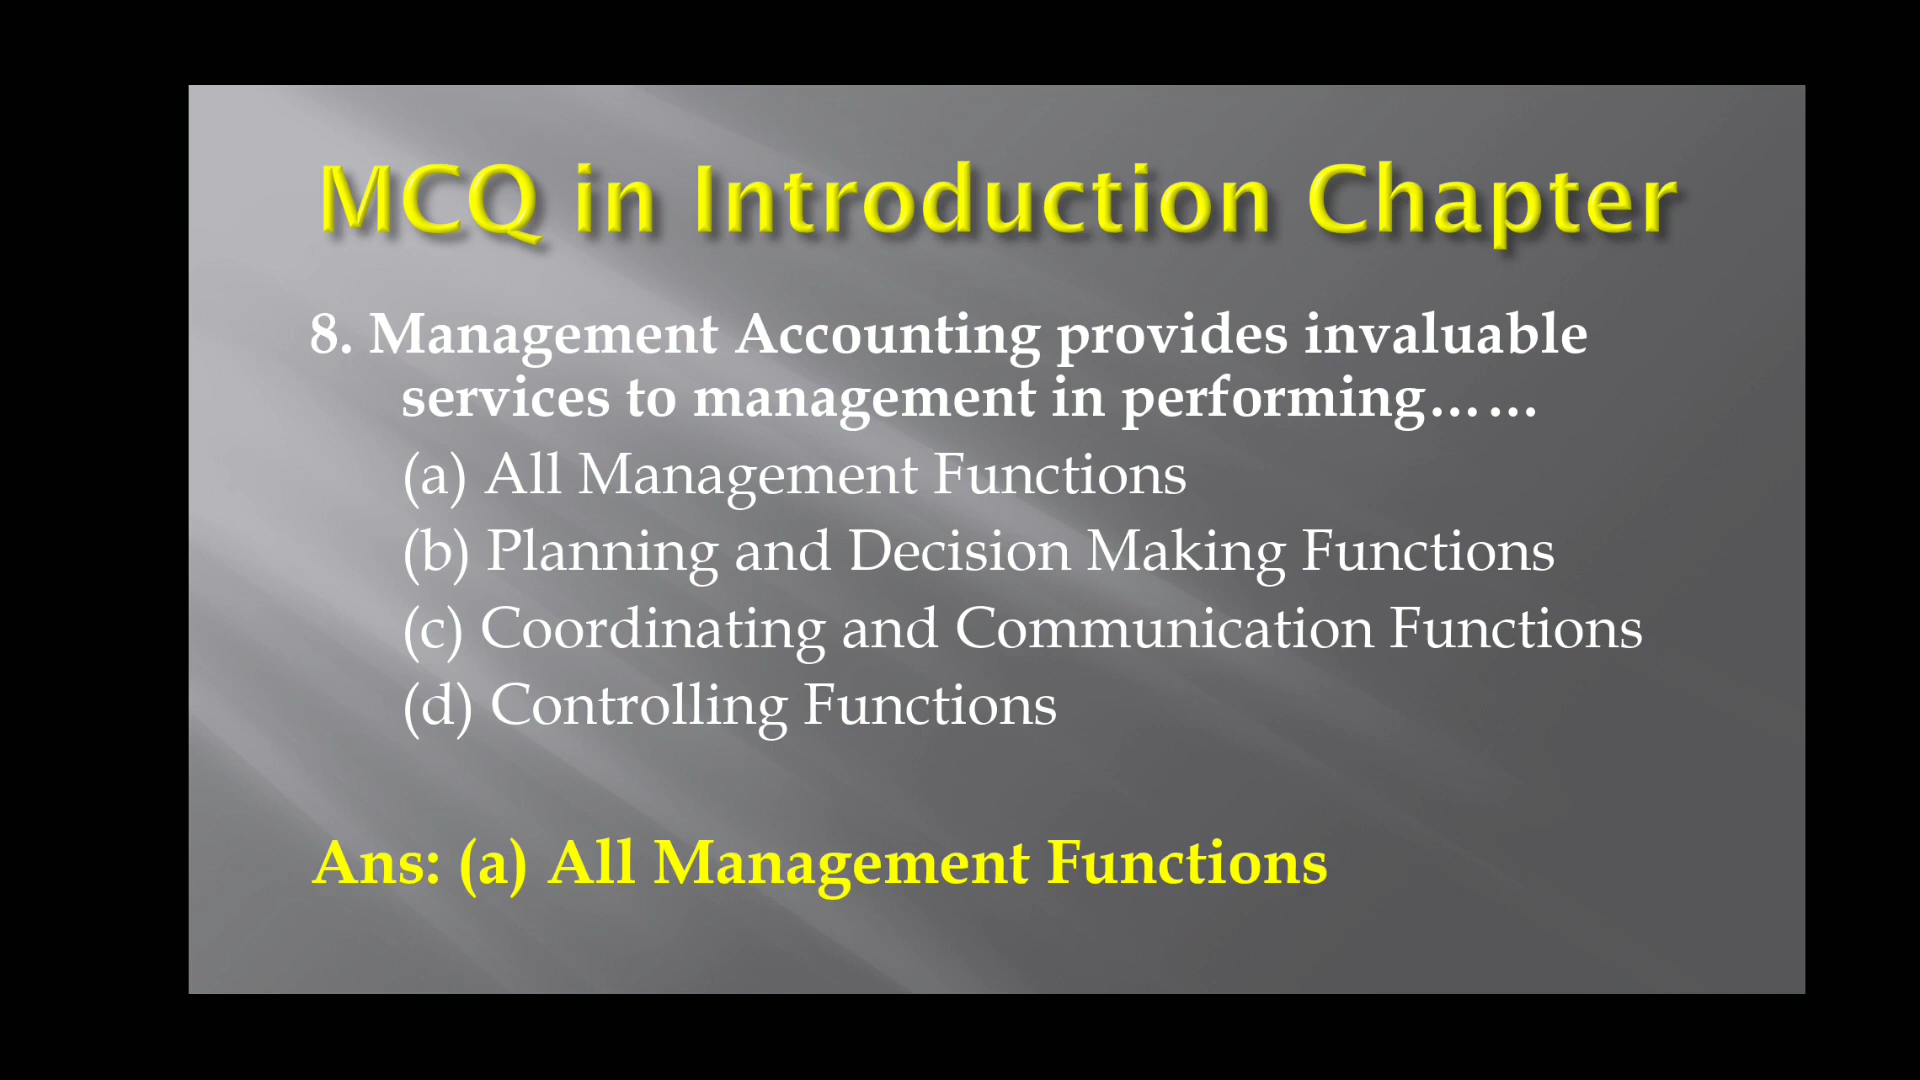 MCQ in Introduction Chapter
8. Management Accounting provides invaluable
services to management in performing……
(a) All Management Functions
(b) Planning and Decision Making Functions
(c) Coordinating and Communication Functions
(d) Controlling Functions
Ans: (a) All Management Functions